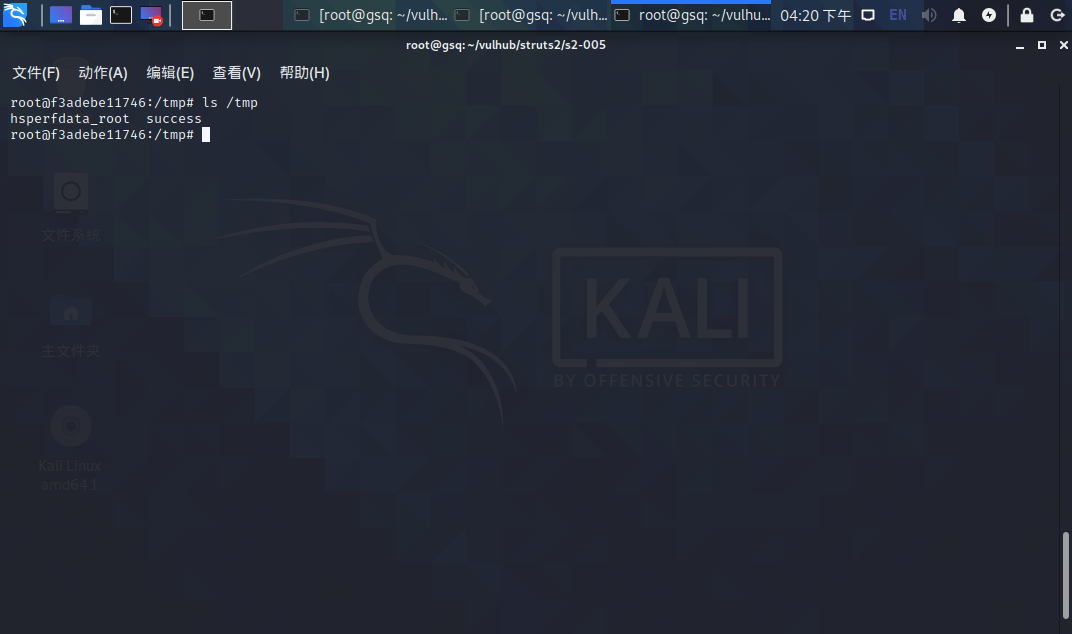 [root@gsq: ~/vulh... [root@gsq: ~/vulh... root@gsq: ~/vulhu... 04:20 下午 EN
root@gsq: ~/vulhub/struts2/s2-005
文件(F) 动作(A) 编辑(E) 查看(V) 帮助(H)
root@f3adebe11746:/tmp# ls /tmp
hsperfdata_root  success
root@f3adebe11746:/tmp#
文件系统
主文件夹
Kali Linux
amd64 1
KALI
BY OFFENSIVE SECURITY